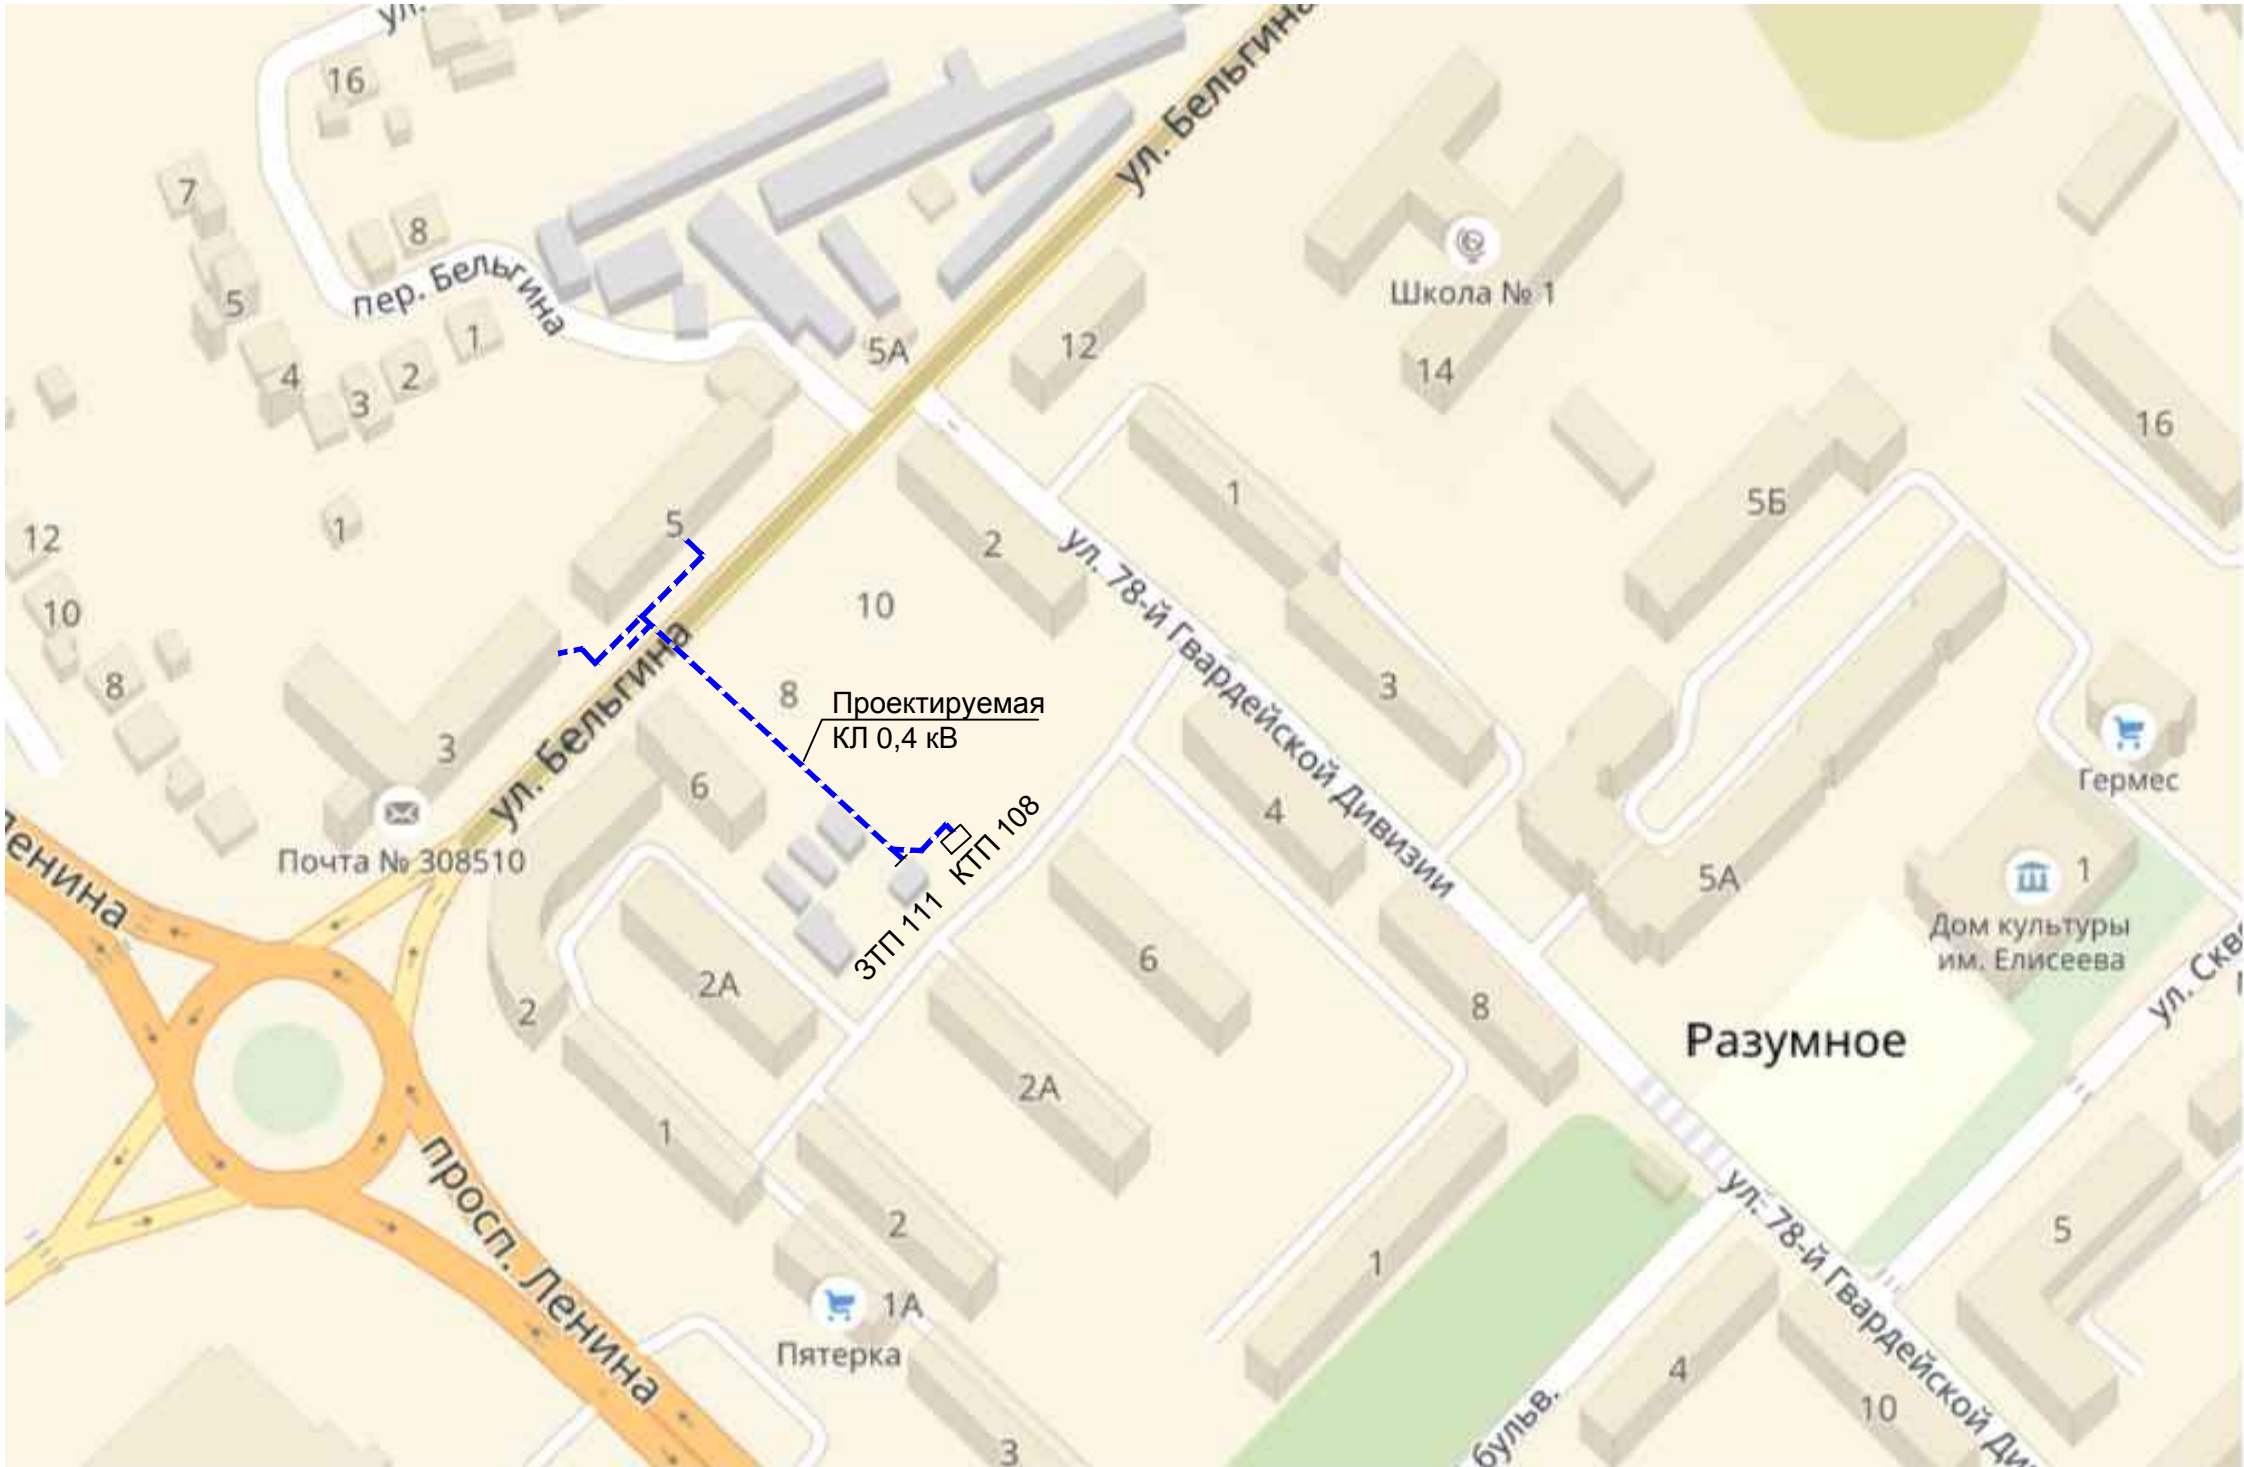 ул.
16
ул. Бельгина
7
8
пер. Бельгина
5
Школа № 1
1
5А
12
14
4
2
3
16
1
5Б
5
12
1
2
ул. 78-й Гвардейской Дивизии
10
10
8
8
3
Проектируемая
КЛ 0,4 кВ
3
ул. Бельгина
6
4
Гермес
Почта № 308510
КТП 108
ЗТП 111
5А
1
Дом культуры
им. Елисеева
Ленина
2А
6
8
2
ул. Скв
Разумное
2А
1
просп. Ленина
2
ул. 78-й Гвардейской Ди
5
1
1А
Пятерка
4
10
3
бульв.